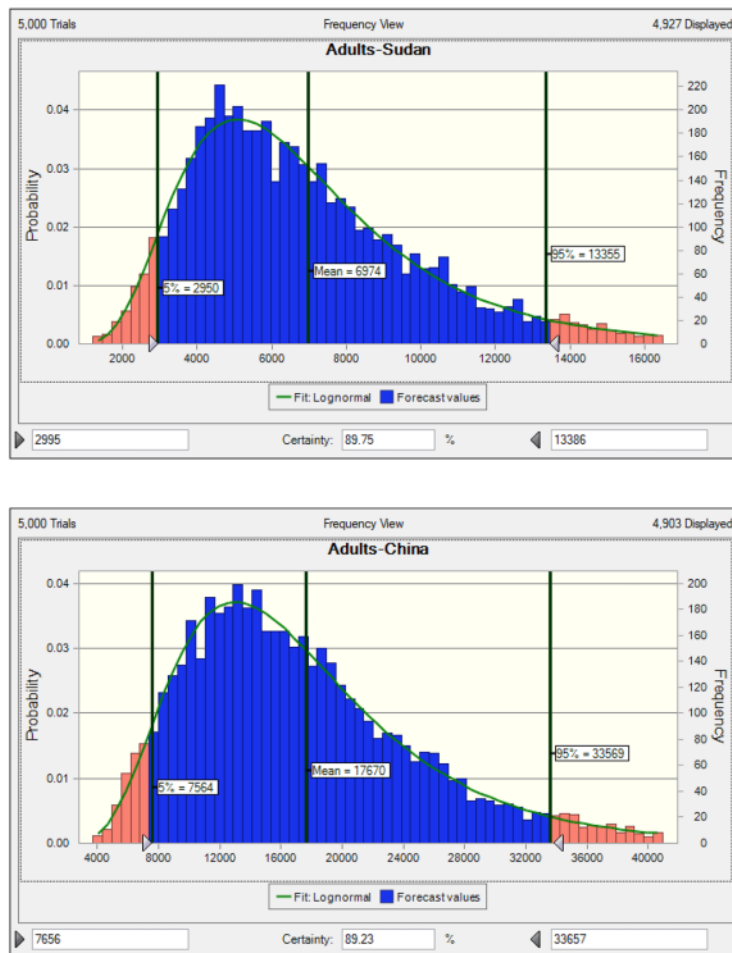 5,000 Trials Frequency View 4,927 Displayed
Adults-Sudan
Probability
Frequency
0.04
0.03
0.02
0.01
0.00
220
200
180
160
140
120
100
80
60
40
20
0
5% = 2950
Mean = 6974
95% = 13355
2000 4000 6000 8000 10000 12000 14000 16000
Fit: Lognormal Forecast values
2995 Certainty: 89.75 % 13386
5,000 Trials Frequency View 4,903 Displayed
Adults-China
Probability
Frequency
0.04
0.03
0.02
0.01
0.00
200
180
160
140
120
100
80
60
40
20
0
5% = 7564
Mean = 17670
95% = 33569
4000 8000 12000 16000 20000 24000 28000 32000 36000 40000
Fit: Lognormal Forecast values
7656 Certainty: 89.23 % 33657